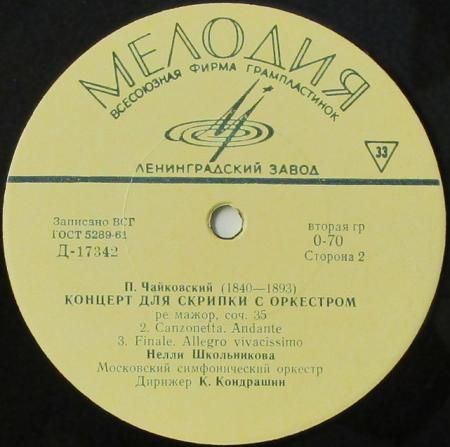 МЕЛОДИЯ
ВСЕСОЮЗНАЯ ФИРМА ГРАМПЛАСТИНОК
33
ЛЕНИНГРАДСКИЙ ЗАВОД
Записано ВСГ
ГОСТ 5289-61
Д-17342
вторая гр
0-70
Сторона 2
П. Чайковский (1840—1893)
КОНЦЕРТ ДЛЯ СКРИПКИ С ОРКЕСТРОМ
ре мажор, соч. 35
2. Canzonetta. Andante
3. Finale. Allegro vivacissimo
Нелли Школьникова
Московский симфонический оркестр
Дирижер К. Кондрашин